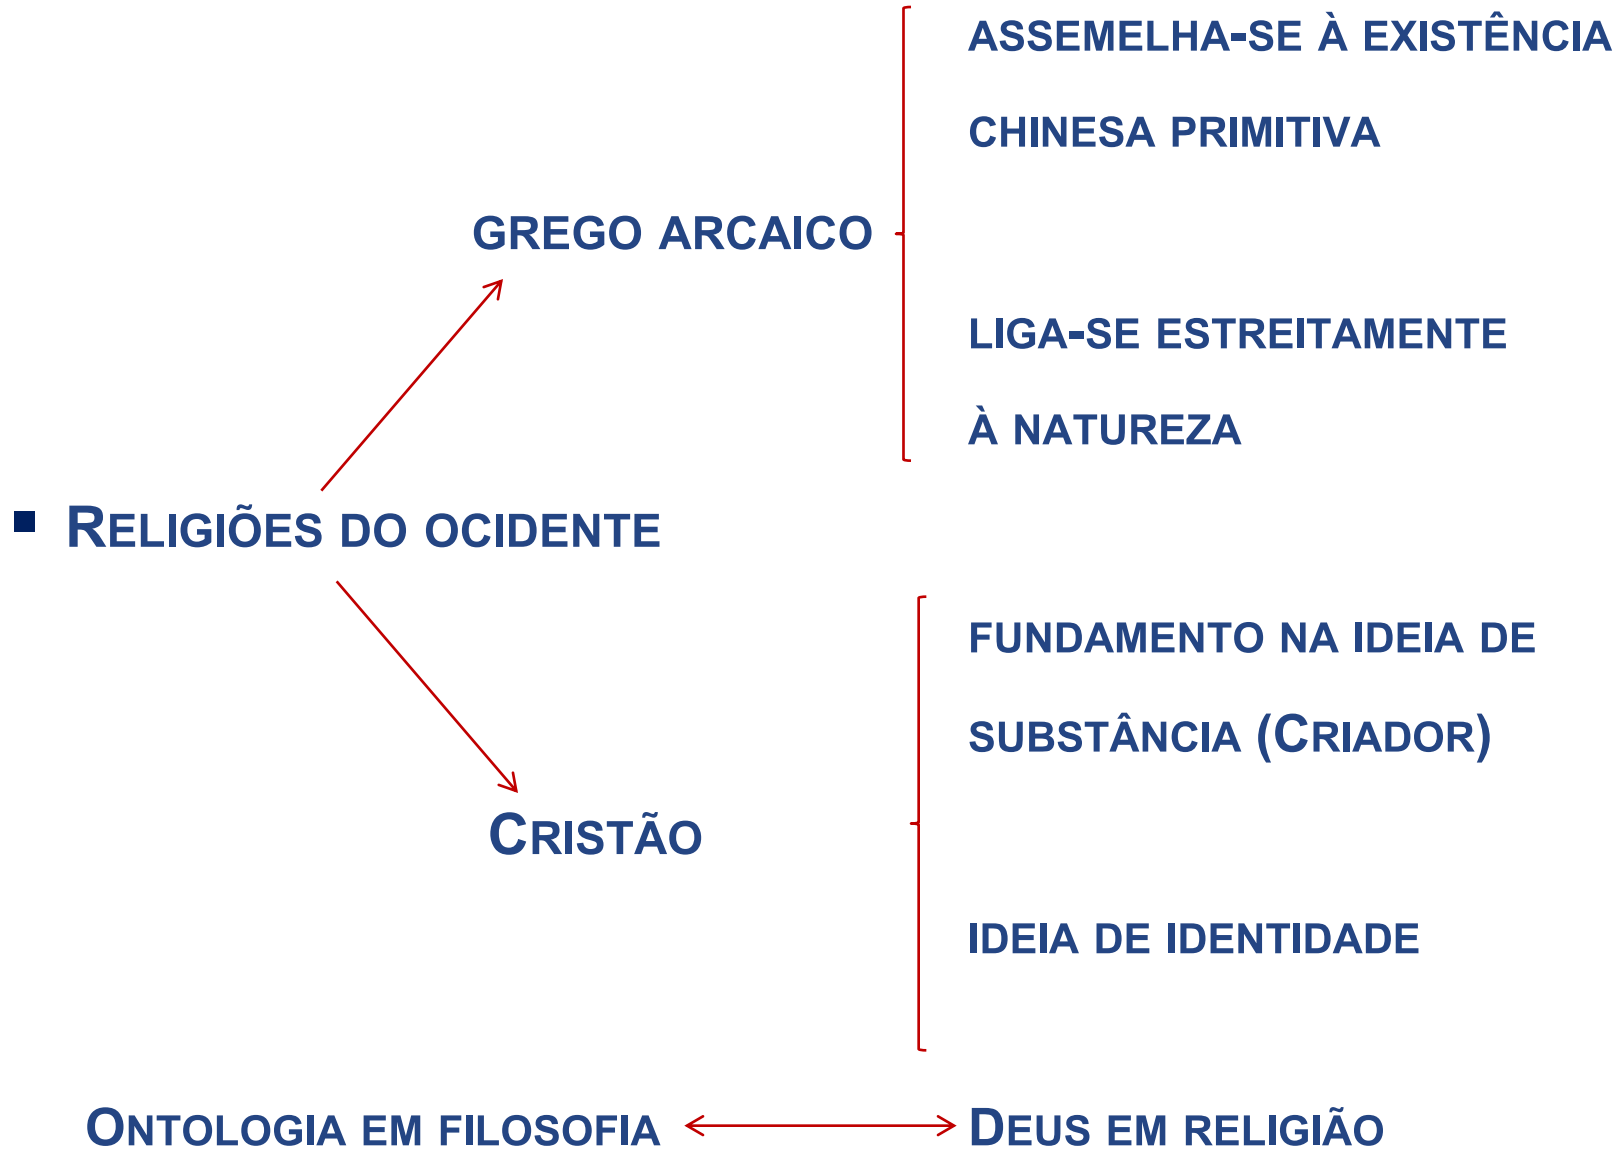 ASSEMELHA-SE À EXISTÊNCIA
CHINESA PRIMITIVA
GREGO ARCAICO
LIGA-SE ESTREITAMENTE
À NATUREZA
▪ RELIGIÕES DO OCIDENTE
FUNDAMENTO NA IDEIA DE
SUBSTÂNCIA (CRIADOR)
CRISTÃO
IDEIA DE IDENTIDADE
ONTOLOGIA EM FILOSOFIA
DEUS EM RELIGIÃO